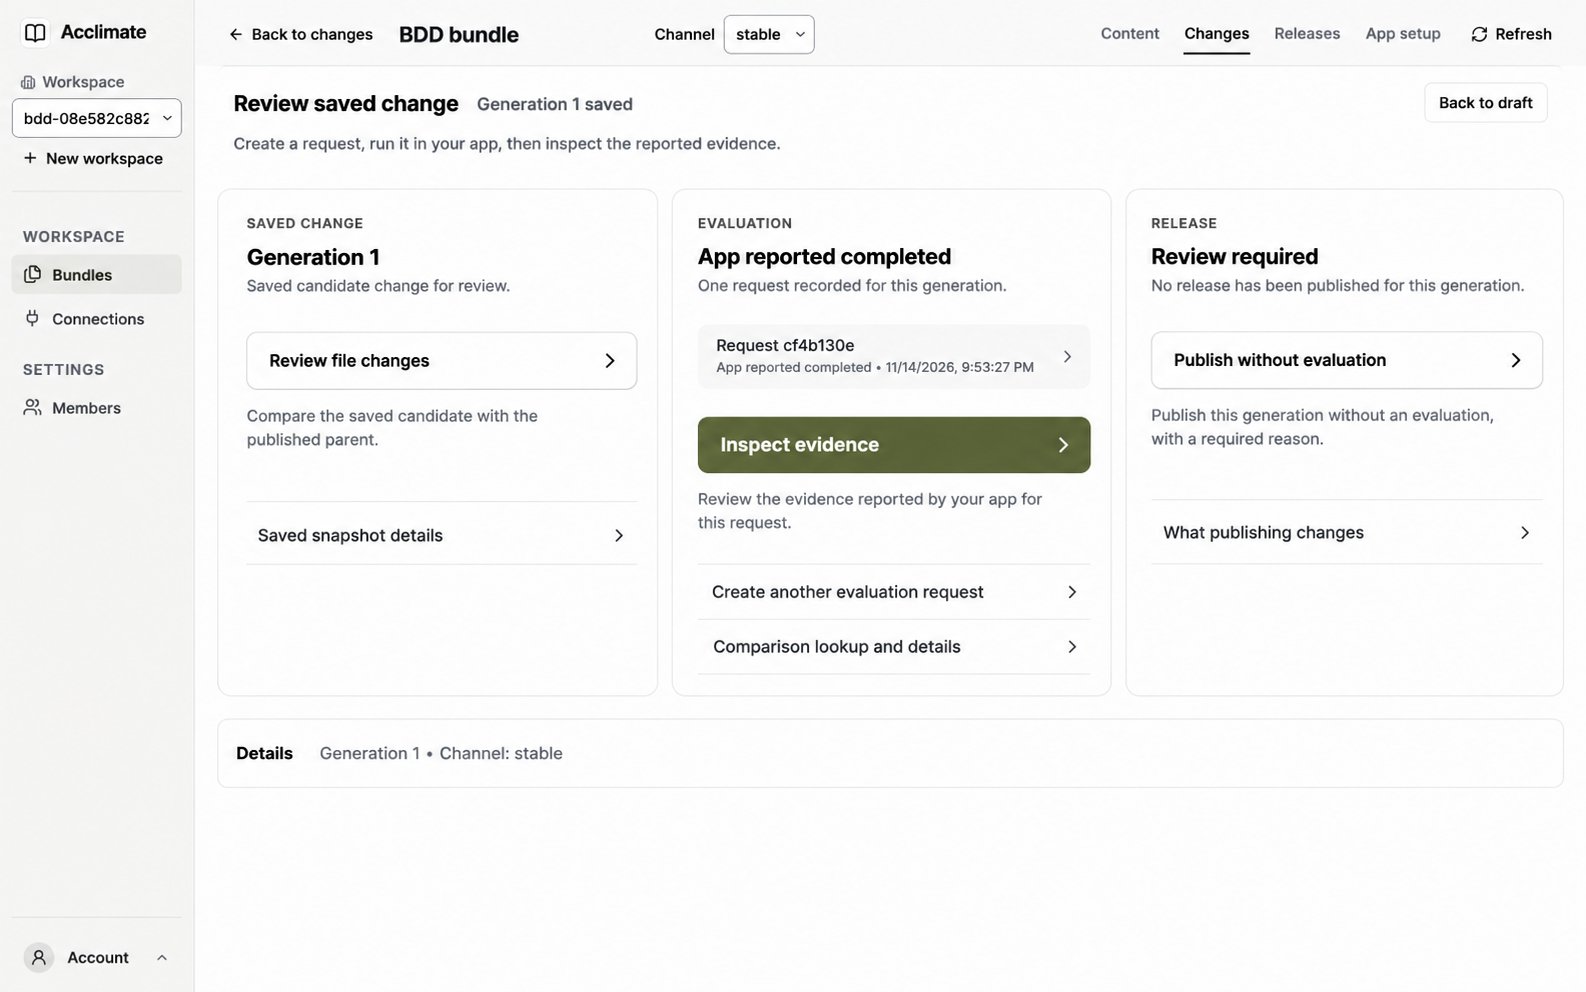 Acclimate
Workspace
bdd-08e582c882
New workspace
WORKSPACE
Bundles
Connections
SETTINGS
Members
Account
Back to changes
BDD bundle
Channel
stable
Content
Changes
Releases
App setup
Refresh
Review saved change
Generation 1 saved
Back to draft
Create a request, run it in your app, then inspect the reported evidence.
SAVED CHANGE
Generation 1
Saved candidate change for review.
Review file changes
Compare the saved candidate with the
published parent.
Saved snapshot details
EVALUATION
App reported completed
One request recorded for this generation.
Request cf4b130e
App reported completed • 11/14/2026, 9:53:27 PM
Inspect evidence
Review the evidence reported by your app for
this request.
Create another evaluation request
Comparison lookup and details
RELEASE
Review required
No release has been published for this generation.
Publish without evaluation
Publish this generation without an evaluation,
with a required reason.
What publishing changes
Details
Generation 1 • Channel: stable